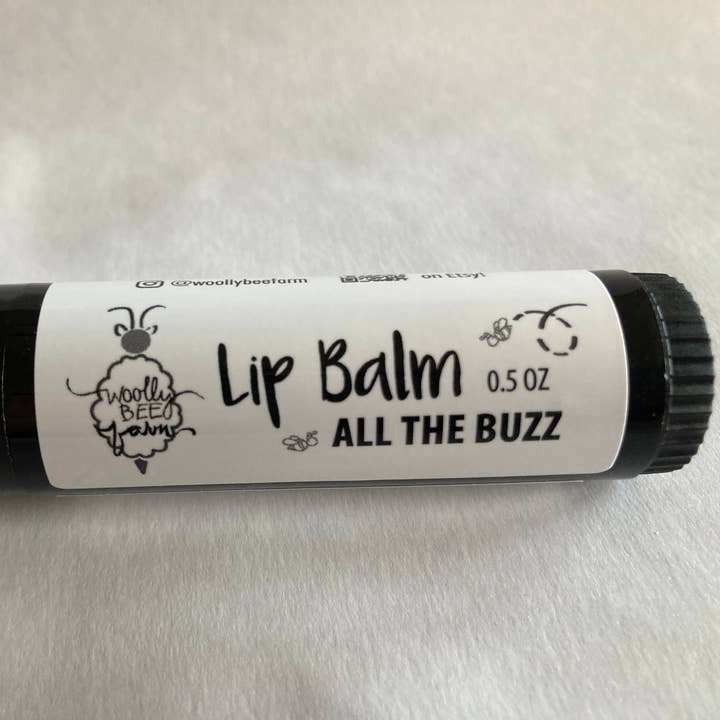 @woollybeefarm
on Etsy!
Woolly
BEE
farm
Lip Balm 0.5 OZ
ALL THE BUZZ